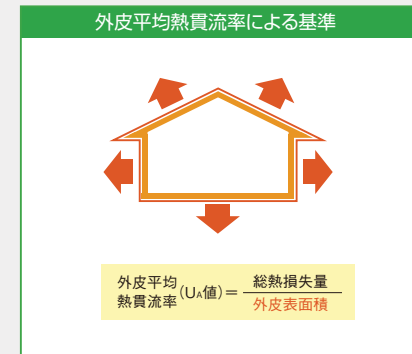 外皮平均熱貫流率による基準
外皮平均
熱貫流率
(UA値)＝
総熱損失量
外皮表面積